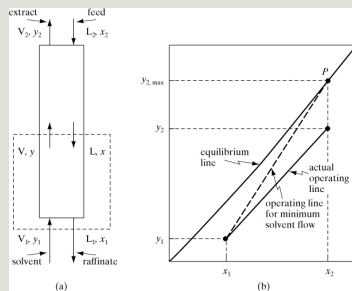 extract
feed
V₂, y₂
L₂, x₂
V, y
L, x
V₁, y₁
L₁, x₁
solvent
raffinate
(a)
P
y₂, max
y₂
equilibrium
line
actual
operating
line
operating line
for minimum
solvent flow
y₁
x₁
x₂
(b)